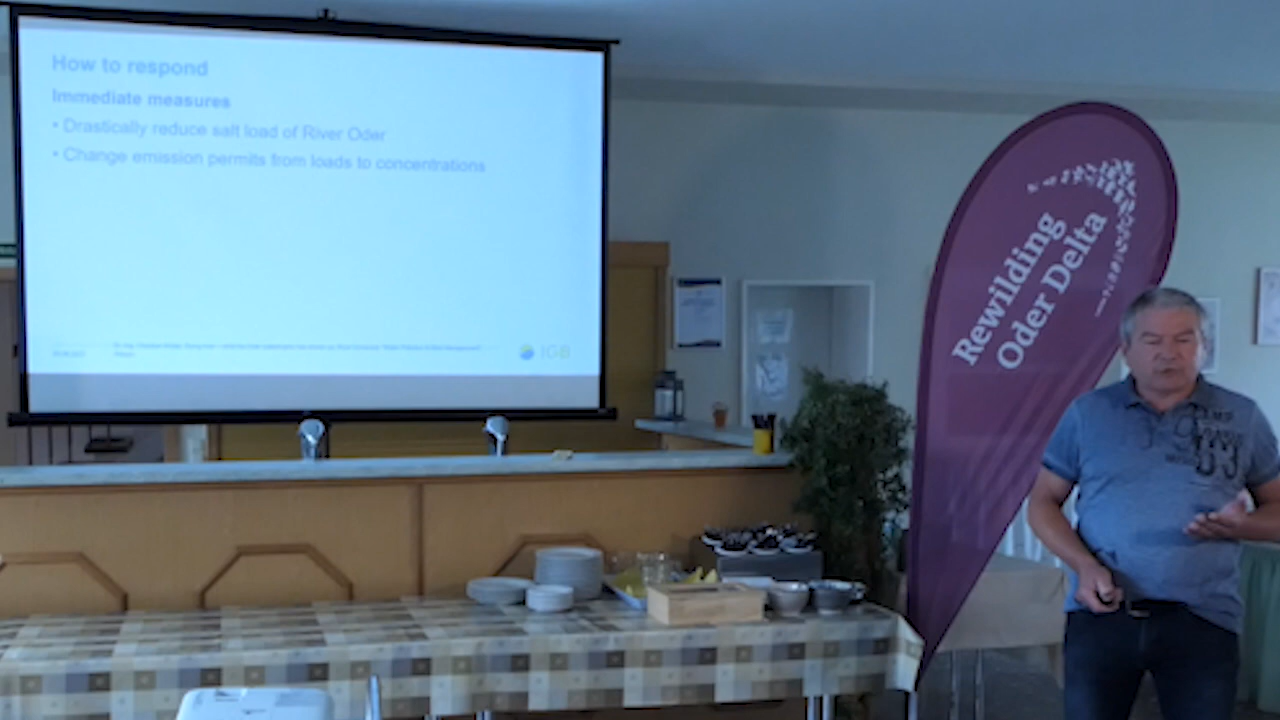 How to respond
Immediate measures
• Drastically reduce salt load of River Oder
• Change emission permits from loads to concentrations
IGB
Rewilding
Oder Delta
CAMP